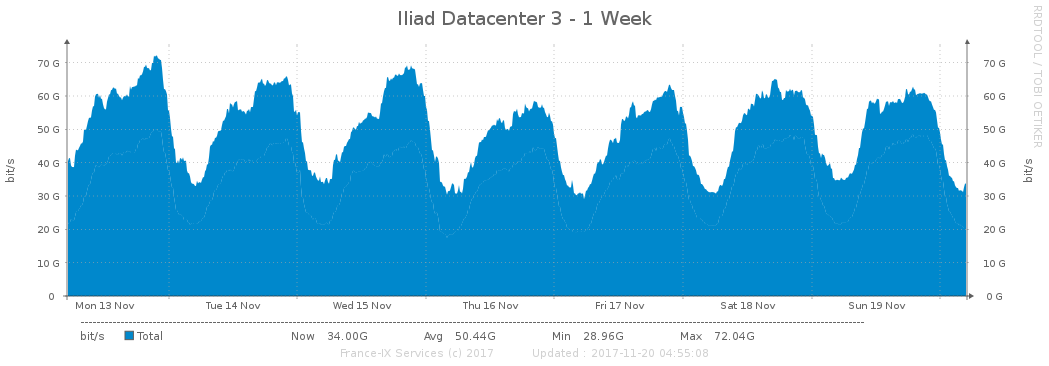 Iliad Datacenter 3 - 1 Week
RRDTOOL / TOBI OETIKER
70 G 70 G
60 G 60 G
50 G 50 G
40 G 40 G
30 G 30 G
20 G 20 G
10 G 10 G
0 0 G
bit/s
bit/s
Mon 13 Nov Tue 14 Nov Wed 15 Nov Thu 16 Nov Fri 17 Nov Sat 18 Nov Sun 19 Nov
bit/s Total Now 34.00G Avg 50.44G Min 28.96G Max 72.04G
France-IX Services (c) 2017 Updated : 2017-11-20 04:55:08